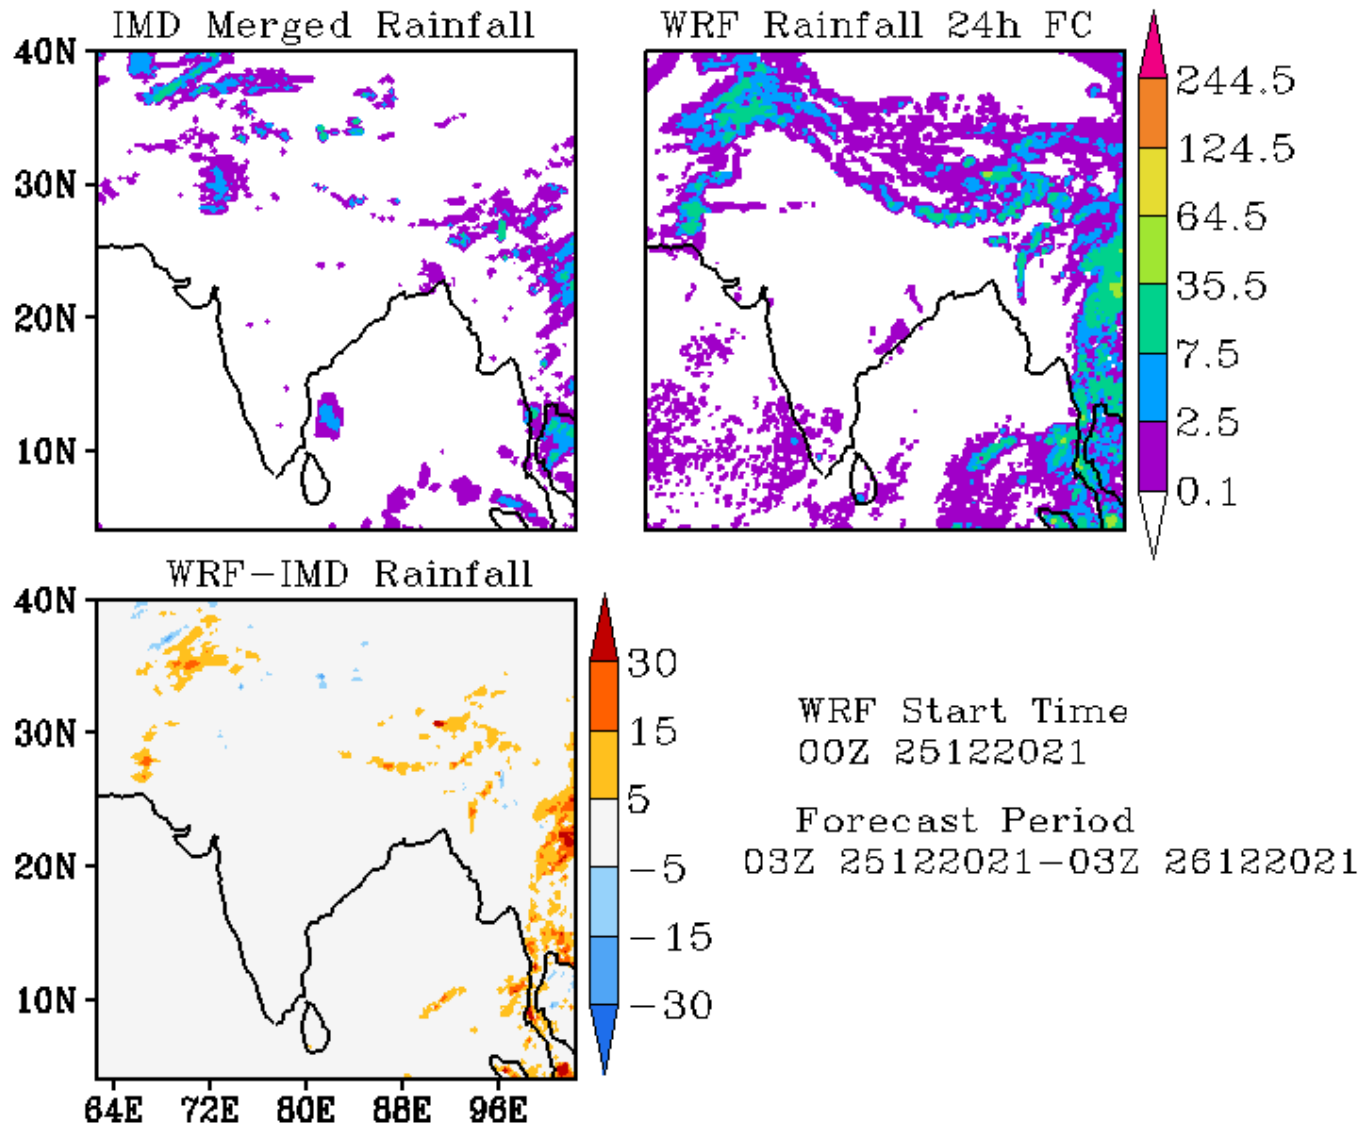 IMD Merged Rainfall
WRF Rainfall 24h FC
40N
30N
20N
10N
244.5
124.5
64.5
35.5
7.5
2.5
0.1
WRF-IMD Rainfall
40N
30N
20N
10N
64E 72E 80E 88E 96E
30
15
5
-5
-15
-30
WRF Start Time
00Z 25122021
Forecast Period
03Z 25122021-03Z 26122021